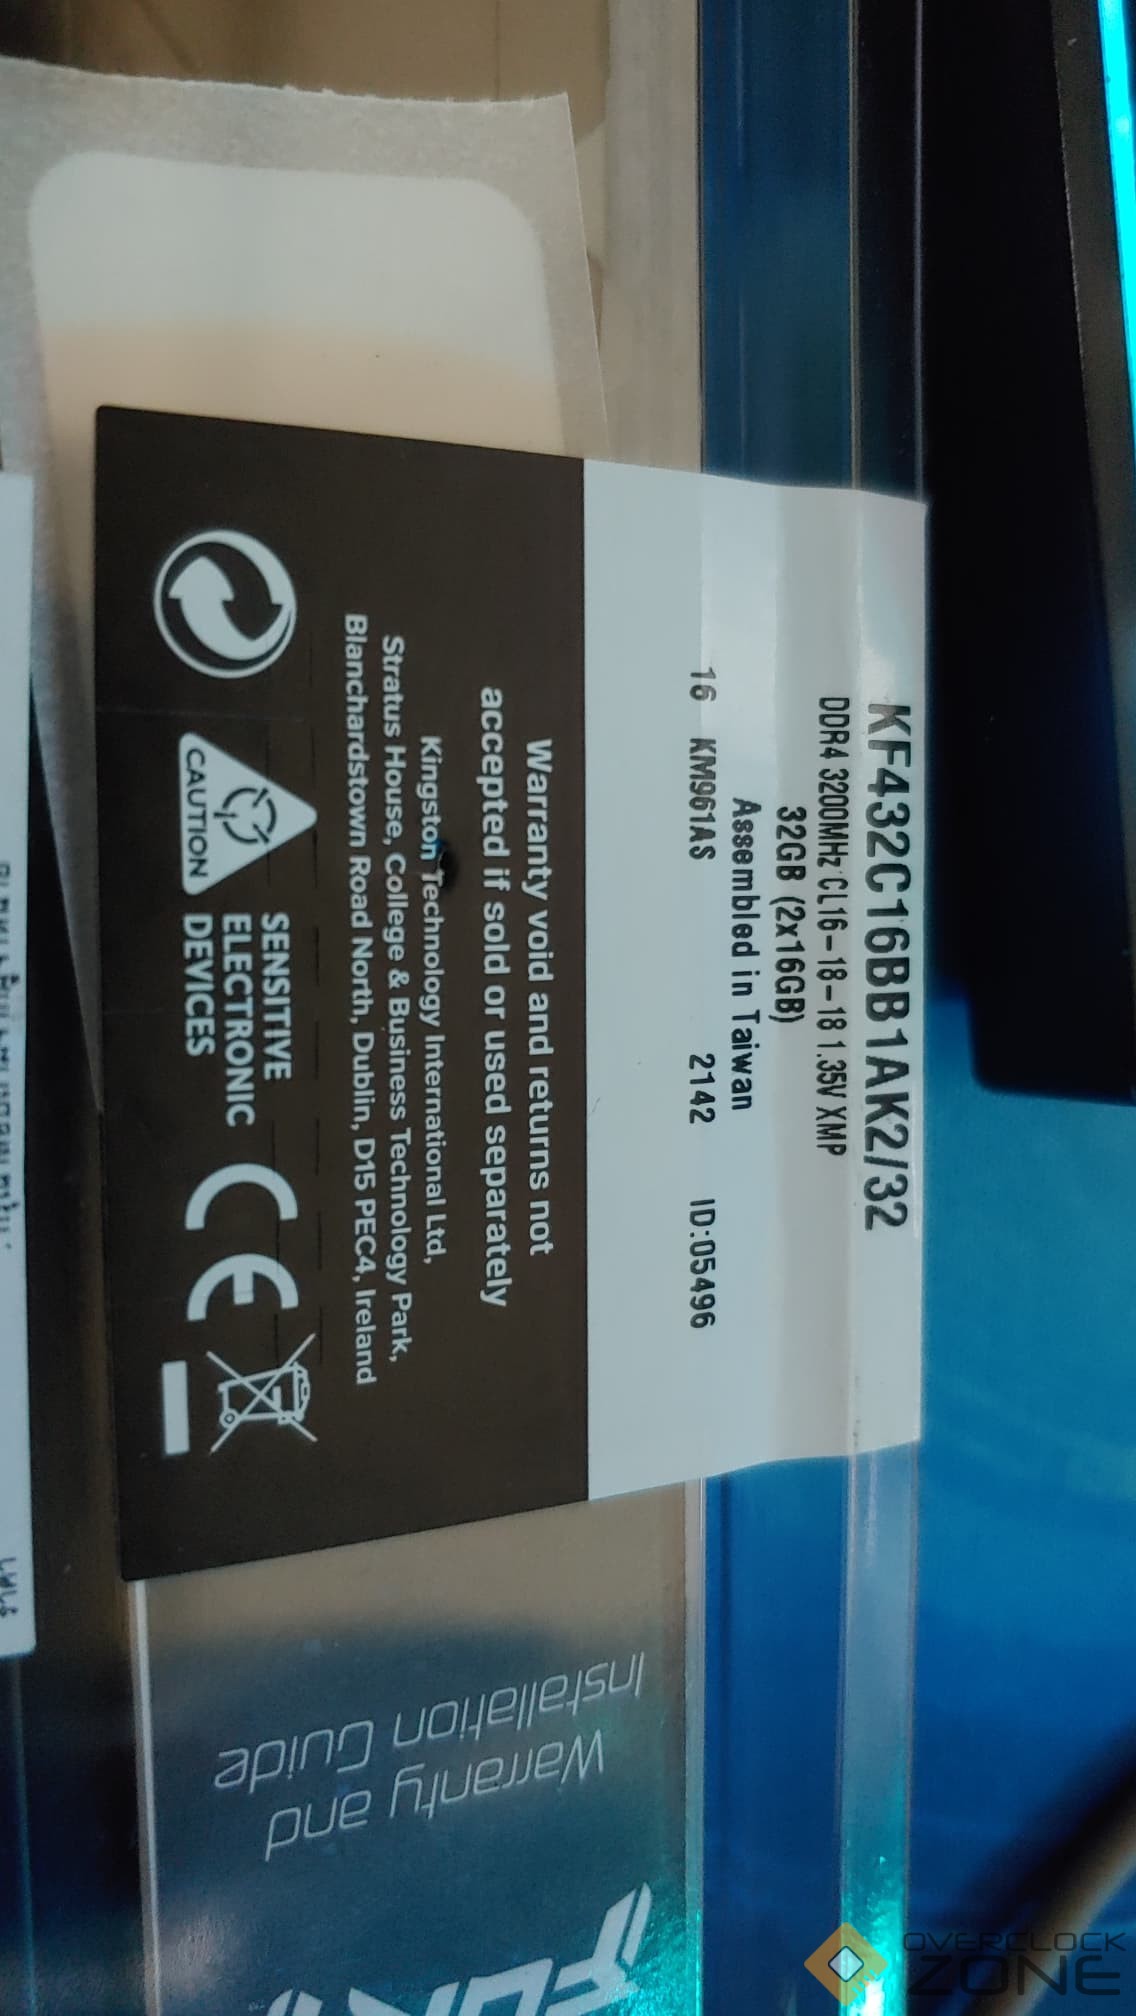 KF432C16BB1AK2/32
DDR4 3200MHz CL16-18-18 1.35V XMP
32GB (2x16GB)
Assembled in Taiwan
16 KM961AS 2142 ID:05496
Warranty void and returns not
accepted if sold or used separately
Kingston Technology International Ltd,
Stratus House, College & Business Technology Park,
Blanchardstown Road North, Dublin, D15 PEC4, Ireland
CAUTION
SENSITIVE
ELECTRONIC
DEVICES
CE
Warranty and
Installation Guide
OVERCLOCK
ZONE